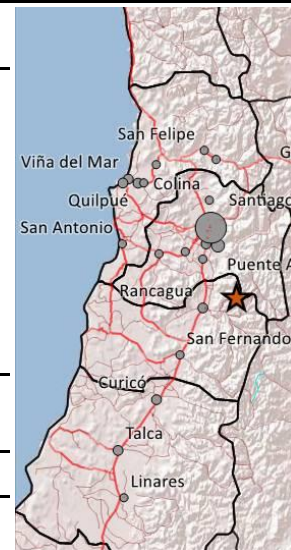 San Felipe
G
Viña del Mar
Colina
Quilpué
Santiago
San Antonio
Puente A
Rancagua
San Fernando
Curicó
Talca
Linares